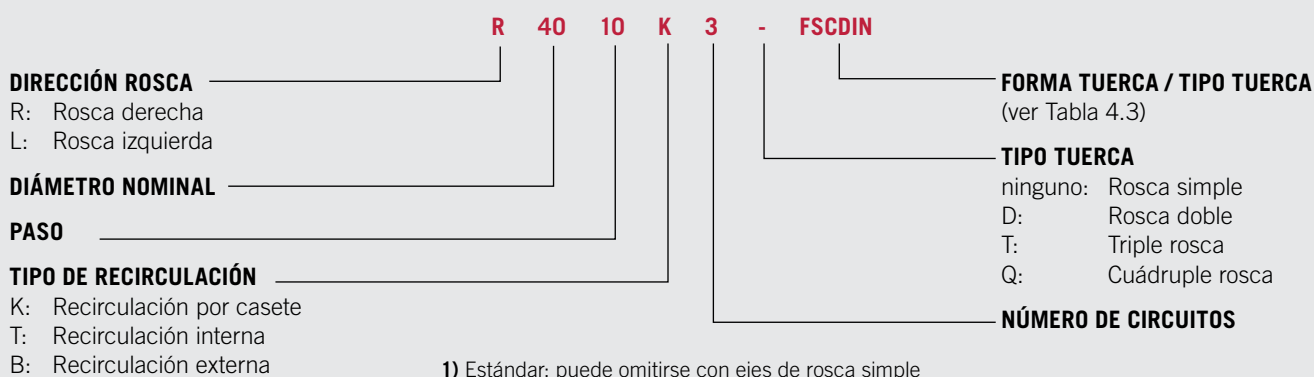 R 40 10 K 3 - FSCDIN
DIRECCIÓN ROSCA
R: Rosca derecha
L: Rosca izquierda
DIÁMETRO NOMINAL
PASO
TIPO DE RECIRCULACIÓN
K: Recirculación por casete
T: Recirculación interna
B: Recirculación externa
FORMA TUERCA / TIPO TUERCA
(ver Tabla 4.3)
TIPO TUERCA
ninguno: Rosca simple
D: Rosca doble
T: Triple rosca
Q: Cuádruple rosca
NÚMERO DE CIRCUITOS
1) Estándar: puede omitirse con ejes de rosca simple